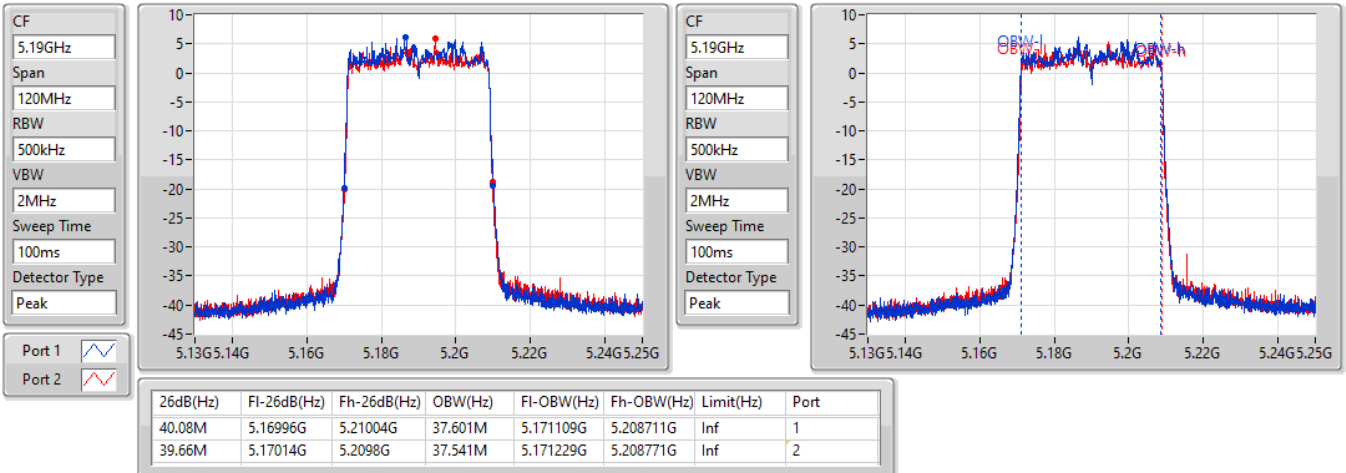 CF
5.19GHz
Span
120MHz
RBW
500kHz
VBW
2MHz
Sweep Time
100ms
Detector Type
Peak
Port 1
Port 2
10
5
0
-5
-10
-15
-20
-25
-30
-35
-40
-45
5.13G 5.14G 5.16G 5.18G 5.2G 5.22G 5.24G 5.25G
CF
5.19GHz
Span
120MHz
RBW
500kHz
VBW
2MHz
Sweep Time
100ms
Detector Type
Peak
10
5
0
-5
-10
-15
-20
-25
-30
-35
-40
-45
OBW-l
OBW-h
5.13G 5.14G 5.16G 5.18G 5.2G 5.22G 5.24G 5.25G
26dB(Hz) Fl-26dB(Hz) Fh-26dB(Hz) OBW(Hz) Fl-OBW(Hz) Fh-OBW(Hz) Limit(Hz) Port
40.08M 5.16996G 5.21004G 37.601M 5.171109G 5.208711G Inf 1
39.66M 5.17014G 5.2098G 37.541M 5.171229G 5.208771G Inf 2